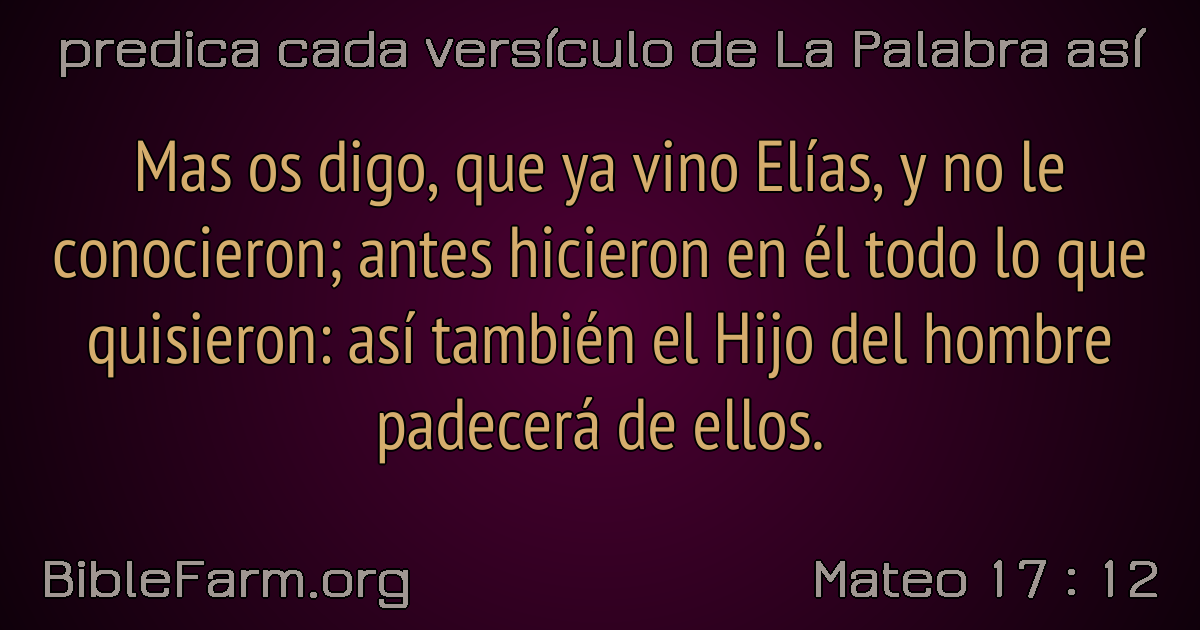 predica cada versículo de La Palabra así
Mas os digo, que ya vino Elías, y no le
conocieron; antes hicieron en él todo lo que
quisieron: así también el Hijo del hombre
padecerá de ellos.
BibleFarm.org
Mateo 17 : 12